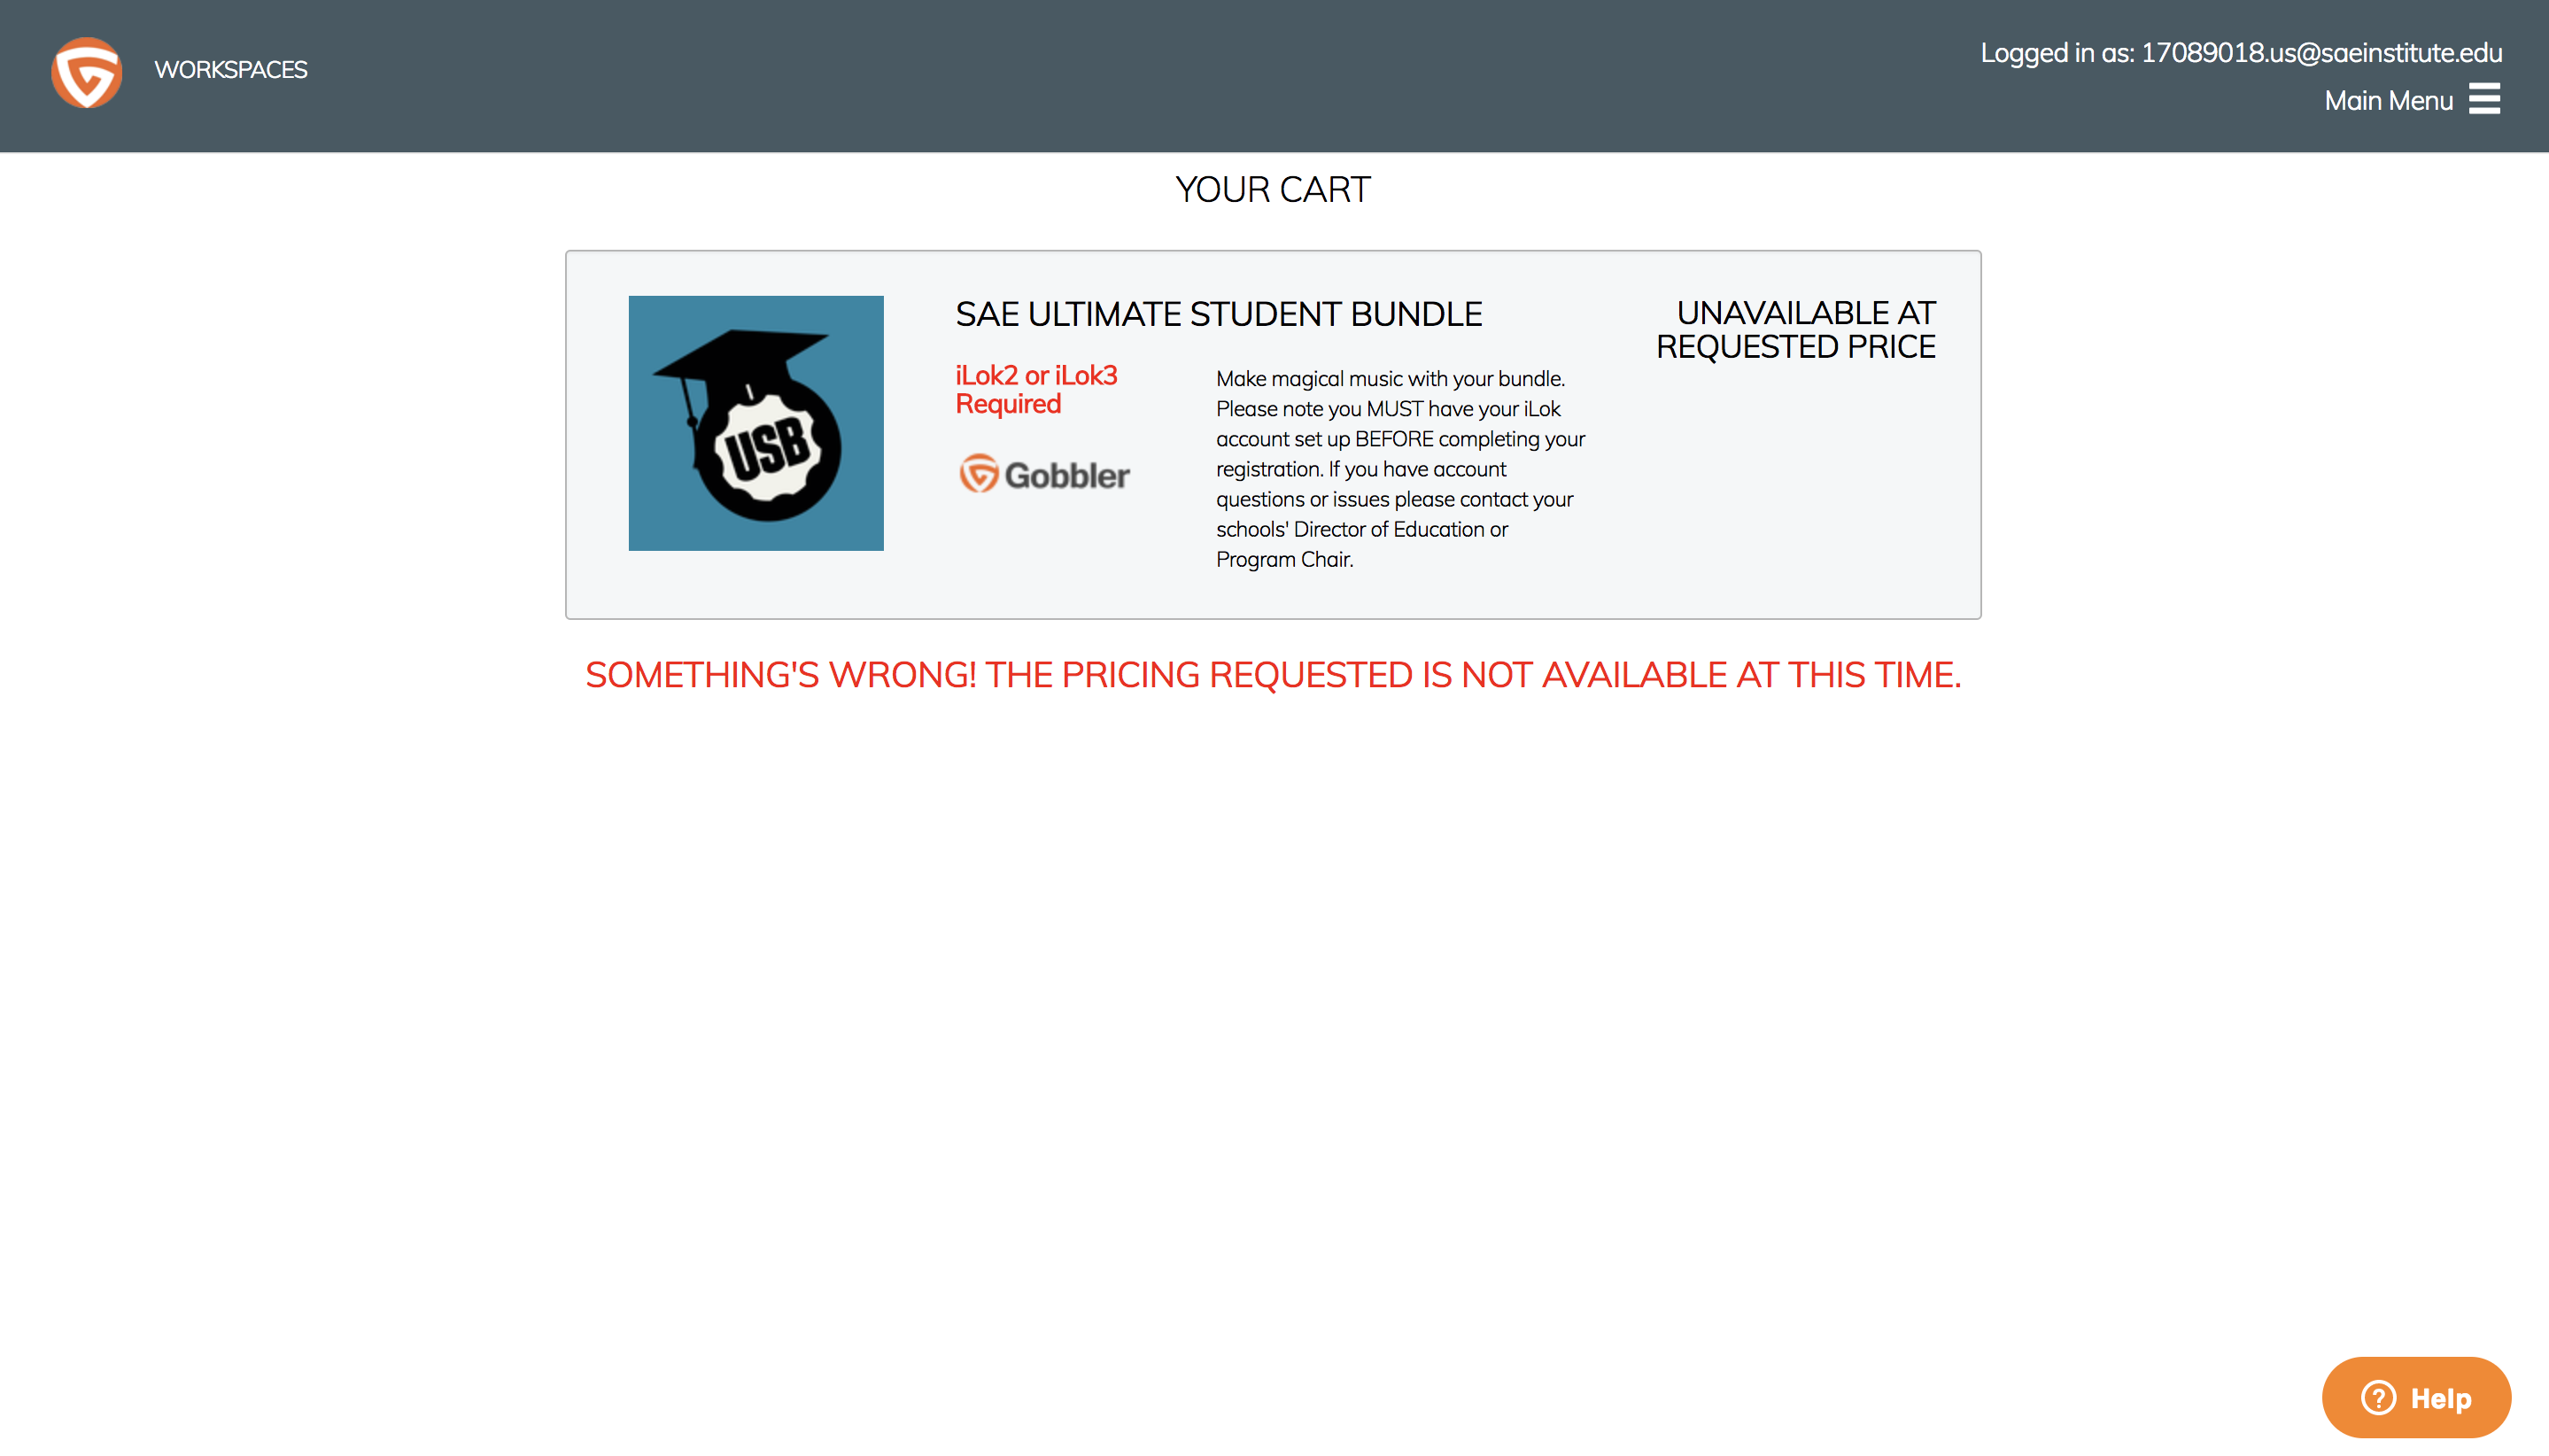 WORKSPACES
Logged in as: 17089018.us@saeinstitute.edu
Main Menu
YOUR CART
USB
SAE ULTIMATE STUDENT BUNDLE
iLok2 or iLok3
Required
Gobbler
Make magical music with your bundle.
Please note you MUST have your iLok
account set up BEFORE completing your
registration. If you have account
questions or issues please contact your
schools' Director of Education or
Program Chair.
UNAVAILABLE AT
REQUESTED PRICE
SOMETHING'S WRONG! THE PRICING REQUESTED IS NOT AVAILABLE AT THIS TIME.
? Help